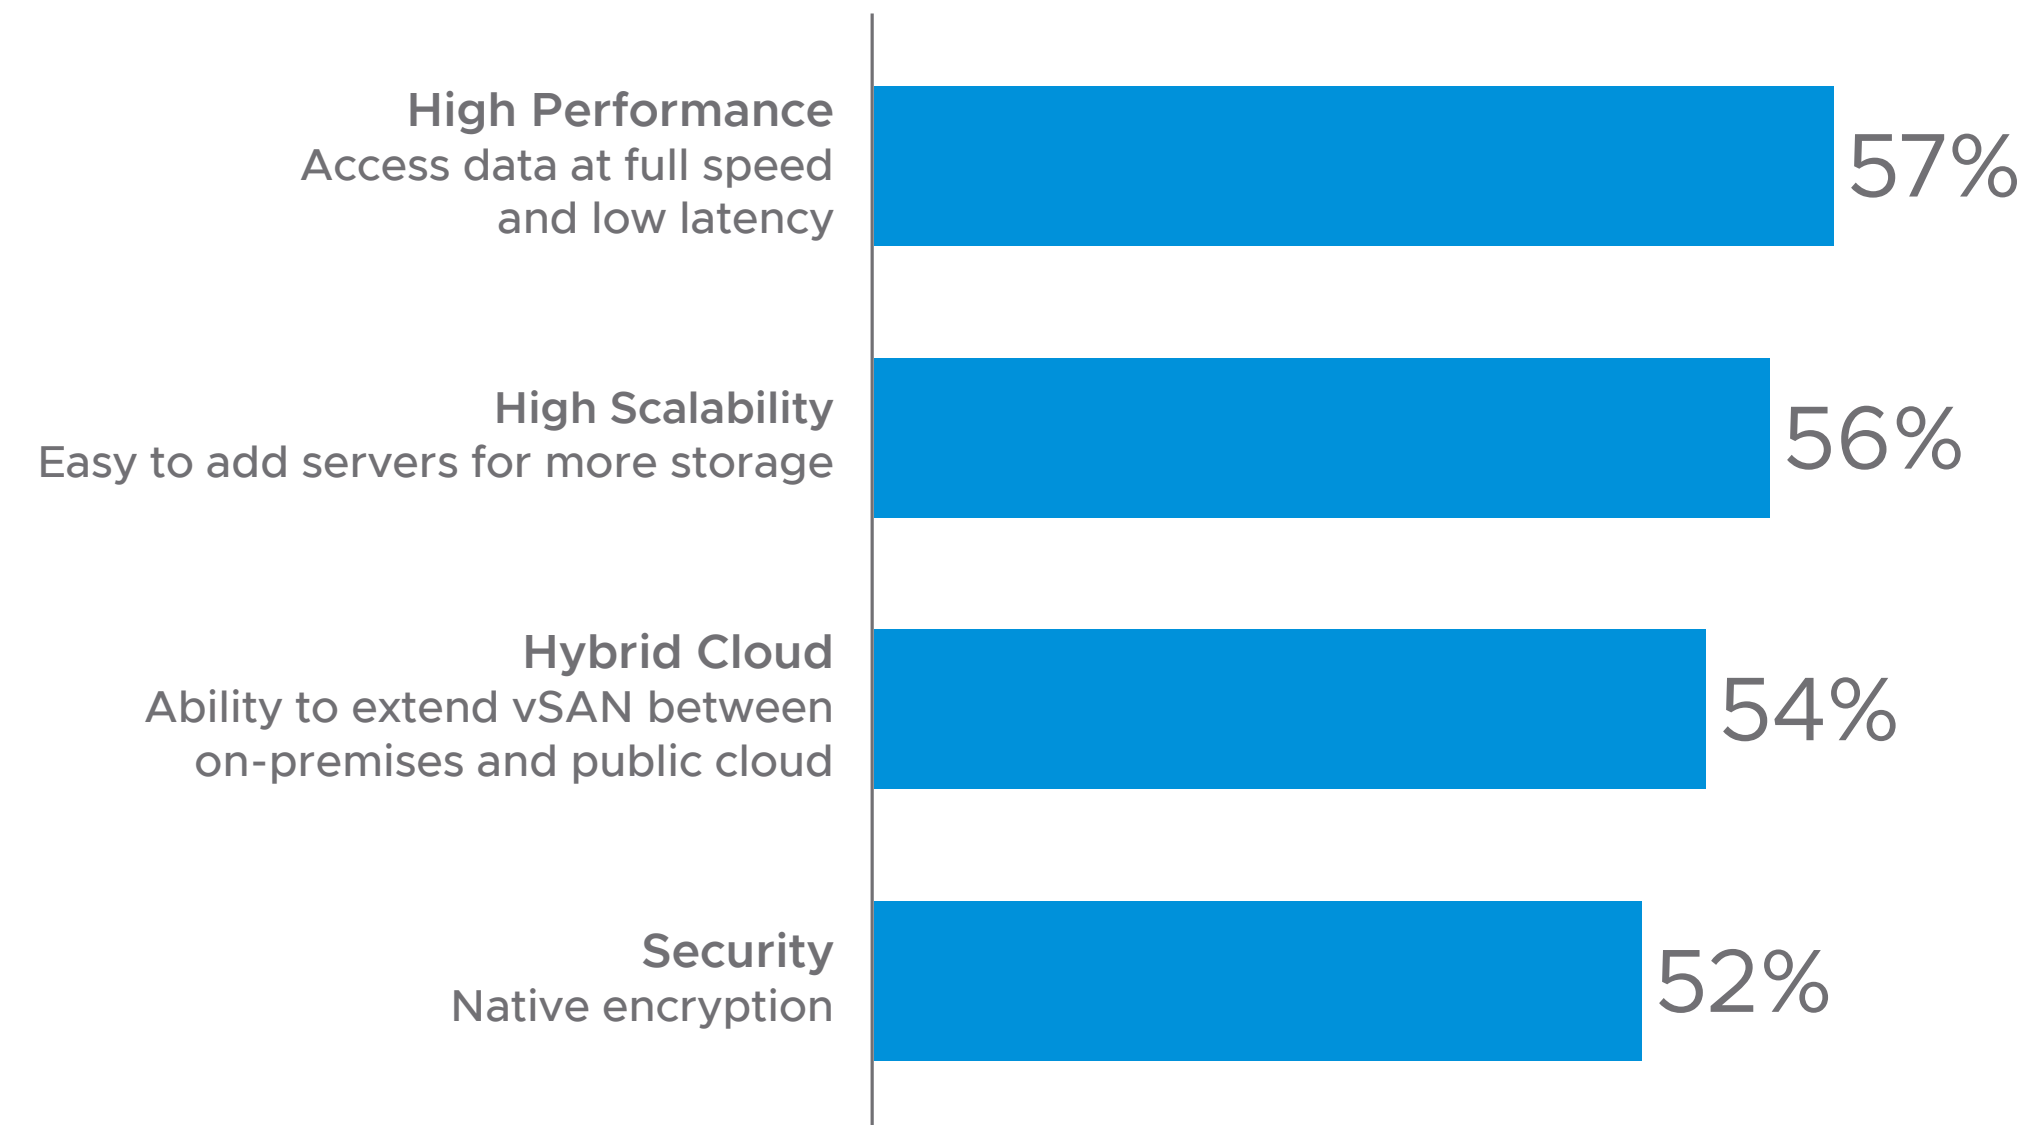 High Performance
Access data at full speed
and low latency
57%
High Scalability
Easy to add servers for more storage
56%
Hybrid Cloud
Ability to extend vSAN between
on-premises and public cloud
54%
Security
Native encryption
52%